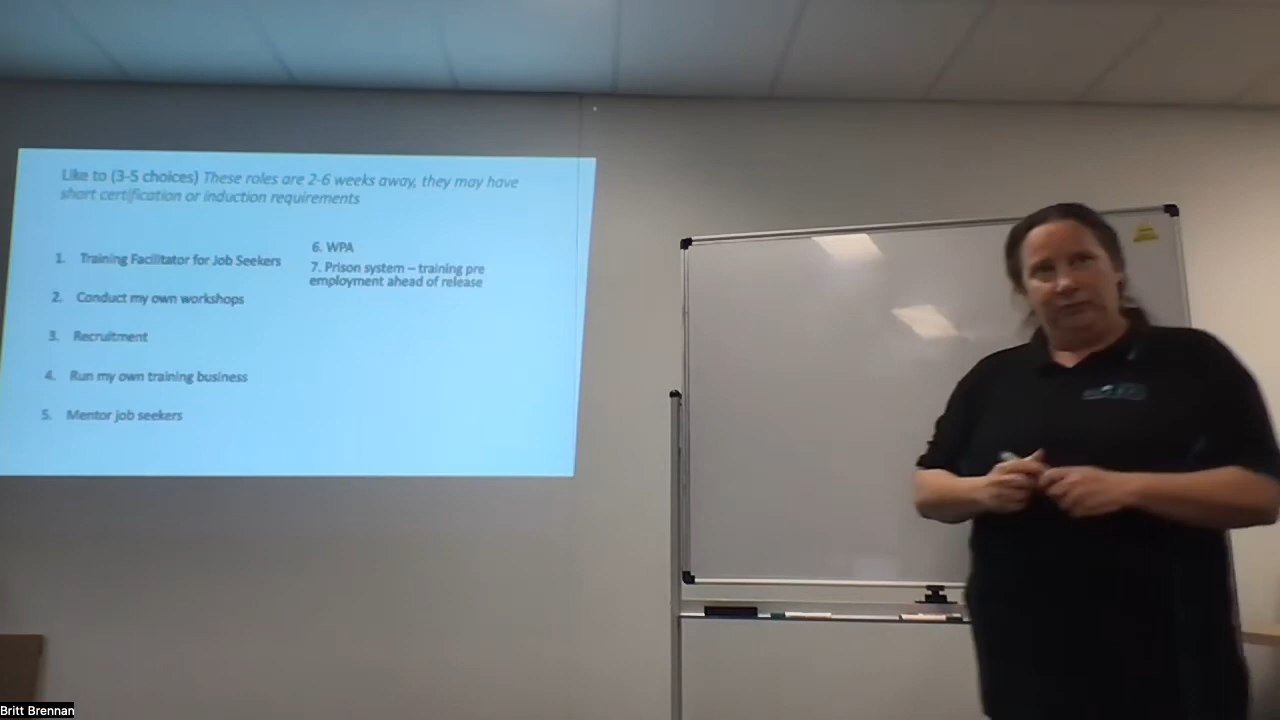 Like to (3-5 choices) These roles are 2-6 weeks away, they may have
short certification or induction requirements
1. Training Facilitator for Job Seekers
2. Conduct my own workshops
3. Recruitment
4. Run my own training business
5. Mentor job seekers
6. WPA
7. Prison system – training pre
employment ahead of release
Britt Brennan